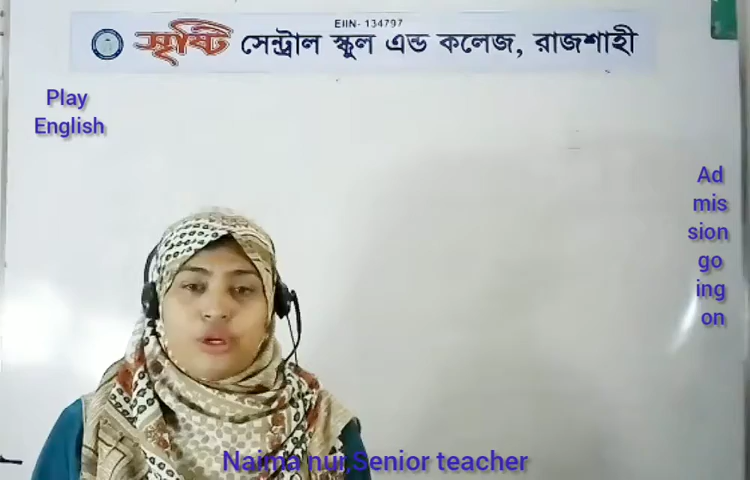 EIIN- 134797
সৃষ্টি সেন্ট্রাল স্কুল এন্ড কলেজ, রাজশাহী
Play
English
Ad
mis
sion
go
ing
on
Naima nur,Senior teacher